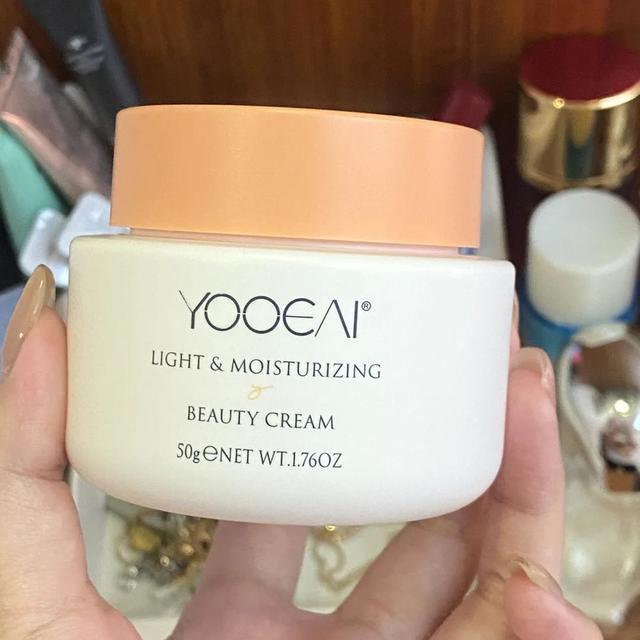 YOOEAI®
LIGHT & MOISTURIZING
BEAUTY CREAM
50g℮NET WT.1.76OZ